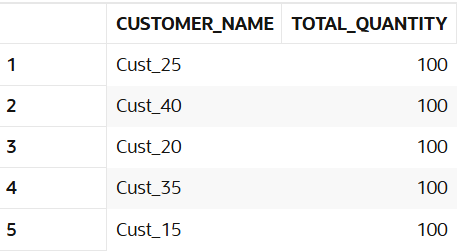 CUSTOMER_NAME TOTAL_QUANTITY
1 Cust_25 100
2 Cust_40 100
3 Cust_20 100
4 Cust_35 100
5 Cust_15 100